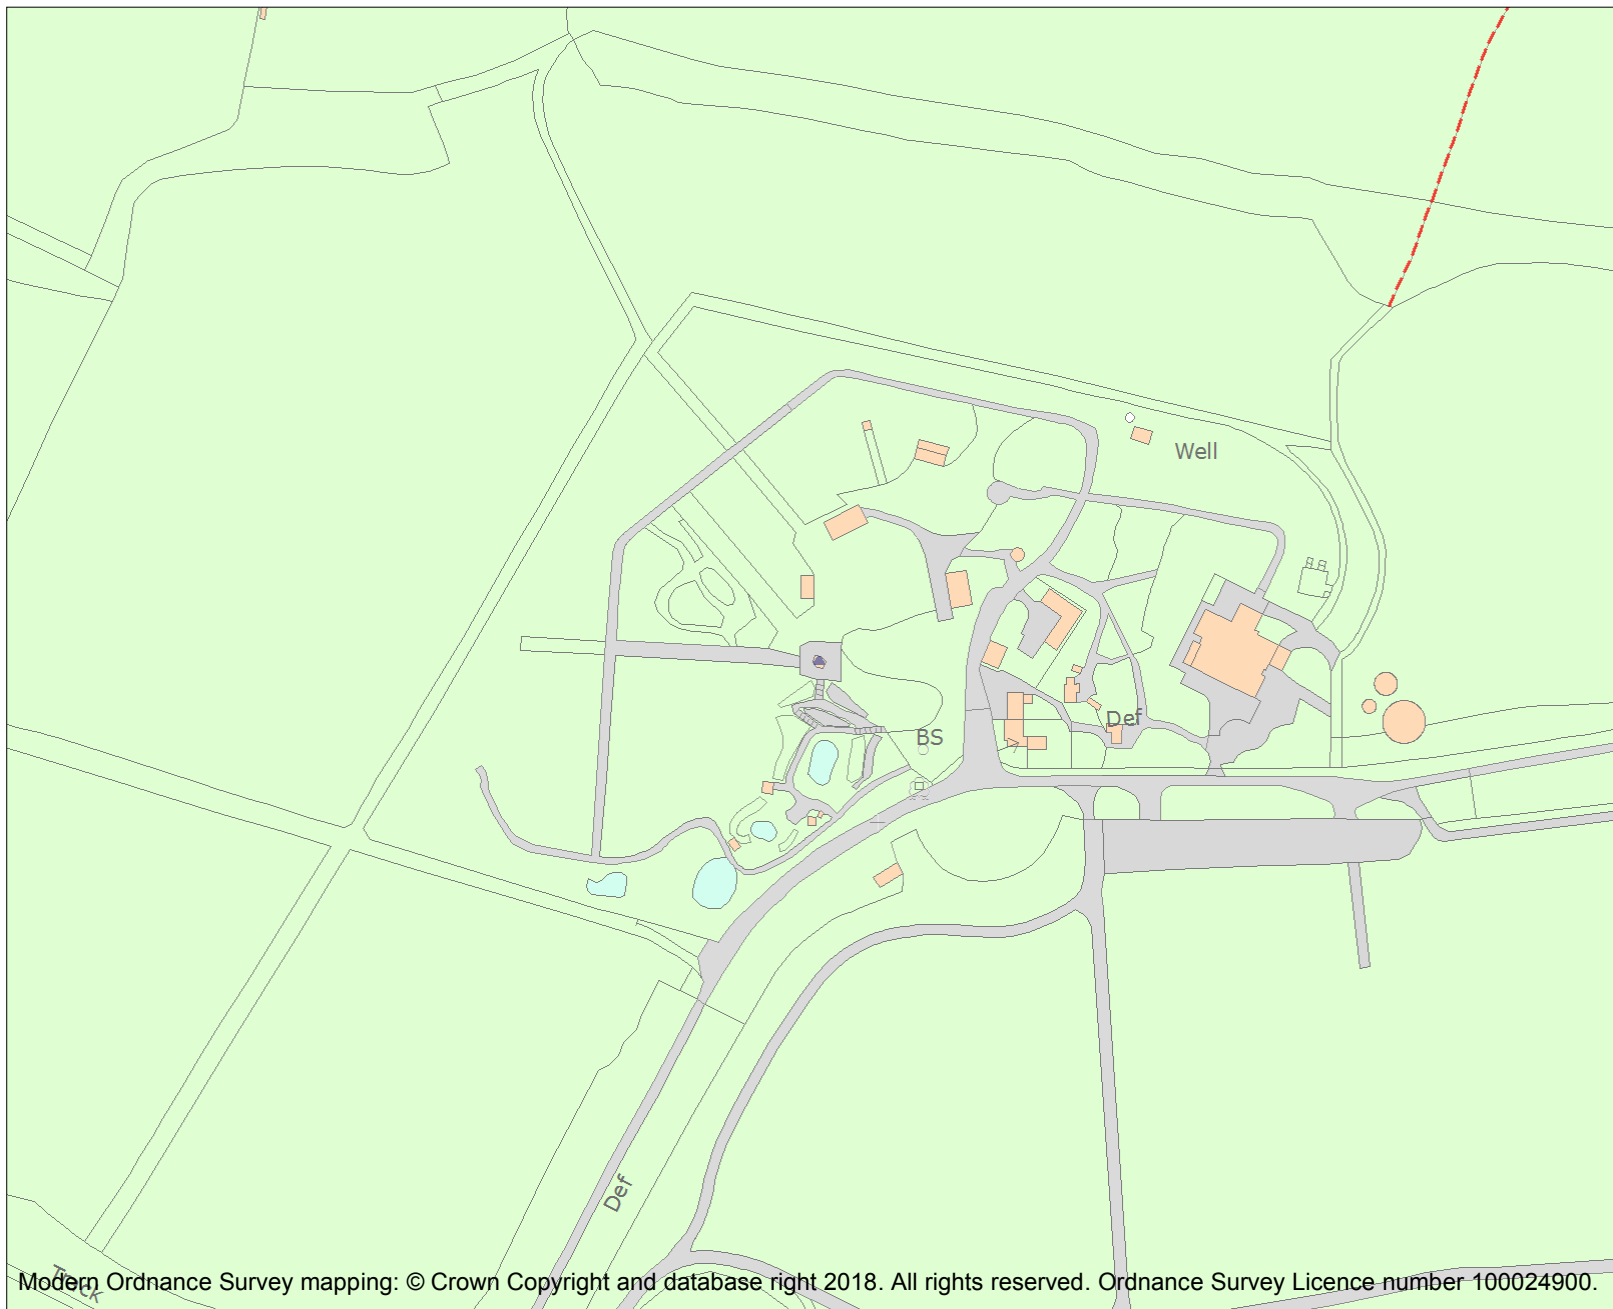 Well
Def
BS
Def
Track
Modern Ordnance Survey mapping: © Crown Copyright and database right 2018. All rights reserved. Ordnance Survey Licence number 100024900.